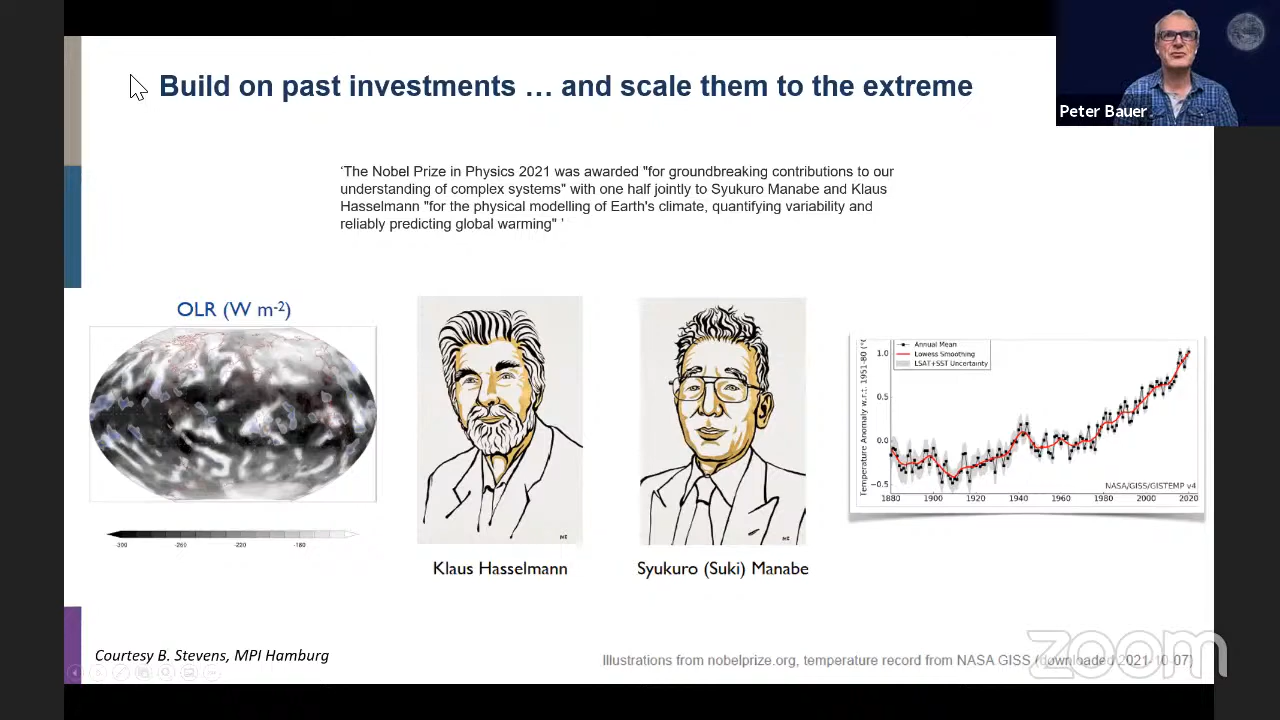 Build on past investments … and scale them to the extreme
Peter Bauer
‘The Nobel Prize in Physics 2021 was awarded "for groundbreaking contributions to our
understanding of complex systems" with one half jointly to Syukuro Manabe and Klaus
Hasselmann "for the physical modelling of Earth's climate, quantifying variability and
reliably predicting global warming" ’
OLR (W m-2)
-300 -260 -220 -180
Klaus Hasselmann
Syukuro (Suki) Manabe
Annual Mean
Lowess Smoothing
LSAT+SST Uncertainty
Temperature Anomaly w.r.t. 1951-80 (°C
1.0
0.5
0.0
−0.5
NASA/GISS/GISTEMP v4
1880 1900 1920 1940 1960 1980 2000 2020
Courtesy B. Stevens, MPI Hamburg
Illustrations from nobelprize.org, temperature record from NASA GISS (downloaded 2021-10-07)
zoom